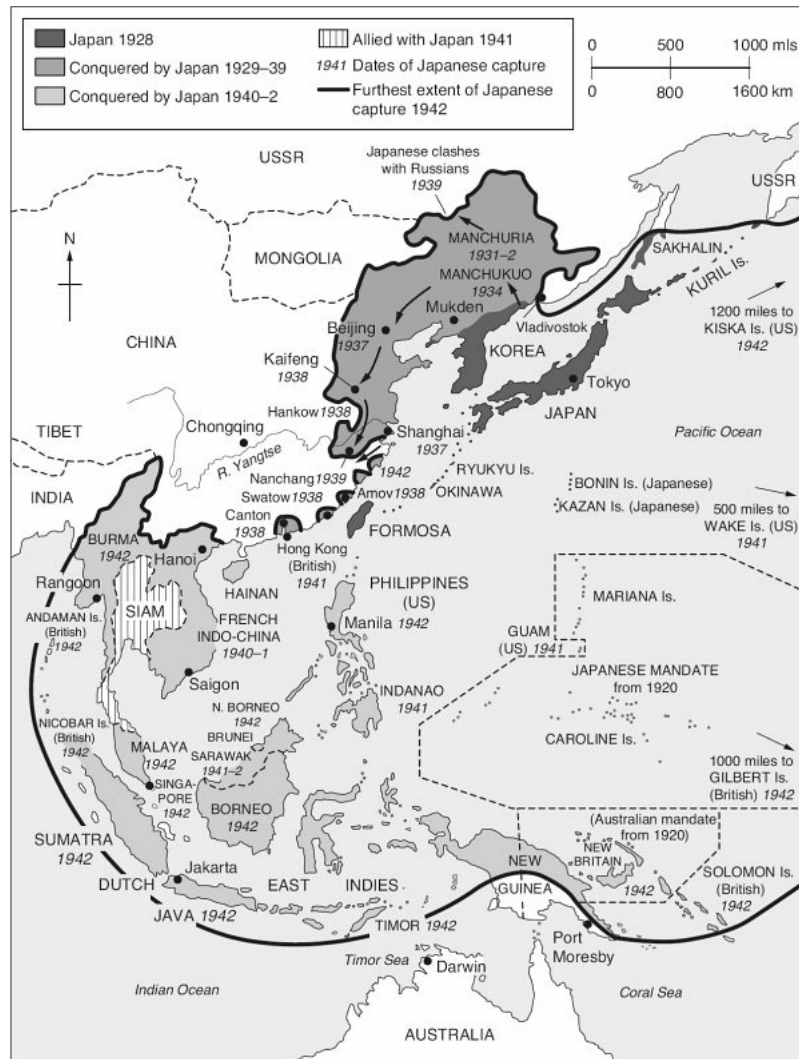 Japan 1928
Conquered by Japan 1929–39
Conquered by Japan 1940–2
Allied with Japan 1941
1941 Dates of Japanese capture
Furthest extent of Japanese
capture 1942
0 500 1000 mls
0 800 1600 km
USSR
Japanese clashes
with Russians
1939
USSR
N
MONGOLIA
MANCHURIA
1931–2
MANCHUKUO
1934
SAKHALIN
KURIL Is.
Mukden
Vladivostok
1200 miles to
KISKA Is. (US)
1942
Beijing
1937
KOREA
CHINA
Kaifeng
1938
Tokyo
JAPAN
Hankow 1938
Chongqing
Shanghai
1937
Pacific Ocean
TIBET
R. Yangtse
Nanchang 1939
1942
RYUKYU Is.
INDIA
Swatow 1938
Amov 1938
OKINAWA
BONIN Is. (Japanese)
KAZAN Is. (Japanese)
500 miles to
WAKE Is. (US)
1941
Canton
1938
FORMOSA
BURMA
1942
Hanoi
Hong Kong
(British)
1941
Rangoon
HAINAN
PHILIPPINES
(US)
MARIANA Is.
ANDAMAN Is.
(British)
1942
SIAM
FRENCH
INDO-CHINA
1940–1
Manila 1942
GUAM
(US) 1941
JAPANESE MANDATE
from 1920
Saigon
INDANAO
1941
N. BORNEO
1942
NICOBAR Is.
(British)
1942
BRUNEI
CAROLINE Is.
MALAYA
1942
SARAWAK
1941–2
1000 miles to
GILBERT Is.
(British) 1942
SINGA-
PORE
1942
BORNEO
1942
(Australian mandate
from 1920)
SUMATRA
1942
NEW
BRITAIN
1942
SOLOMON Is.
(British)
1942
NEW
GUINEA
Jakarta
DUTCH EAST INDIES
JAVA 1942
TIMOR 1942
Port
Moresby
Timor Sea
Darwin
Indian Ocean
Coral Sea
AUSTRALIA